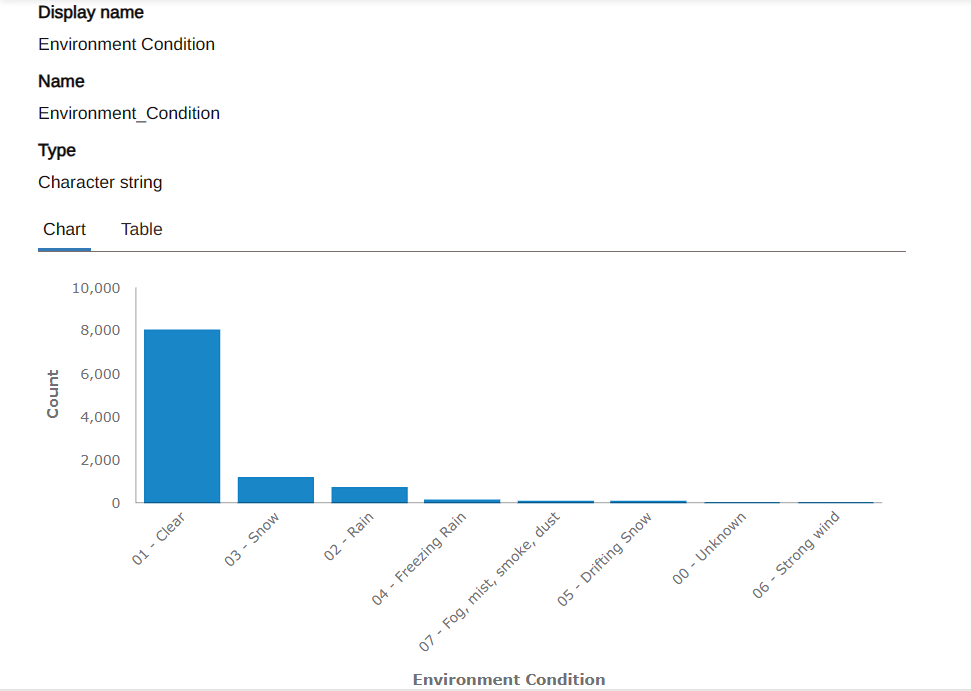 Display name
Environment Condition
Name
Environment_Condition
Type
Character string
Chart Table
10,000
8,000
6,000
4,000
2,000
0
Count
01 - Clear
03 - Snow
02 - Rain
04 - Freezing Rain
07 - Fog, mist, smoke, dust
05 - Drifting Snow
00 - Unknown
06 - Strong wind
Environment Condition